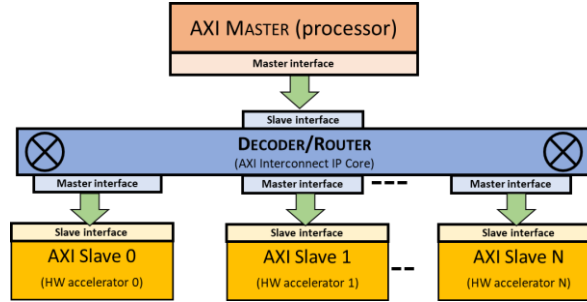 AXI MASTER (processor)
Master interface
Slave interface
DECODER/ROUTER
(AXI Interconnect IP Core)
Master interface
Master interface
Master interface
Slave interface
Slave interface
Slave interface
AXI Slave 0
AXI Slave 1
AXI Slave N
(HW accelerator 0)
(HW accelerator 1)
(HW accelerator N)